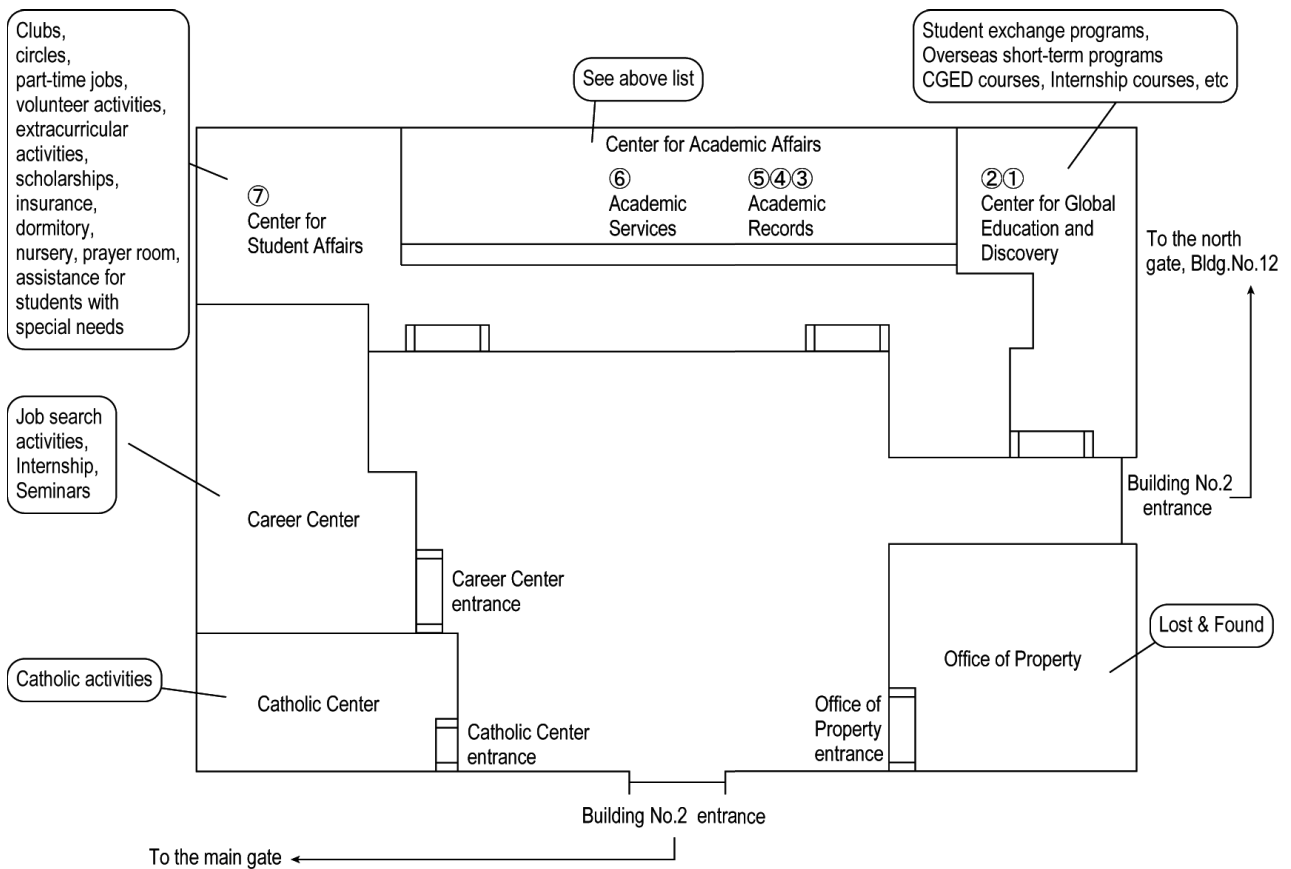 Clubs,
circles,
part-time jobs,
volunteer activities,
extracurricular
activities,
scholarships,
insurance,
dormitory,
nursery, prayer room,
assistance for
students with
special needs
See above list
Student exchange programs,
Overseas short-term programs
CGED courses, Internship courses, etc
Center for Academic Affairs
⑦
Center for
Student Affairs
⑥
Academic
Services
⑤④③
Academic
Records
②①
Center for Global
Education and
Discovery
To the north
gate, Bldg.No.12
Job search
activities,
Internship,
Seminars
Career Center
Career Center
entrance
Building No.2
entrance
Catholic activities
Catholic Center
Catholic Center
entrance
Office of
Property
entrance
Office of Property
Lost & Found
Building No.2 entrance
To the main gate